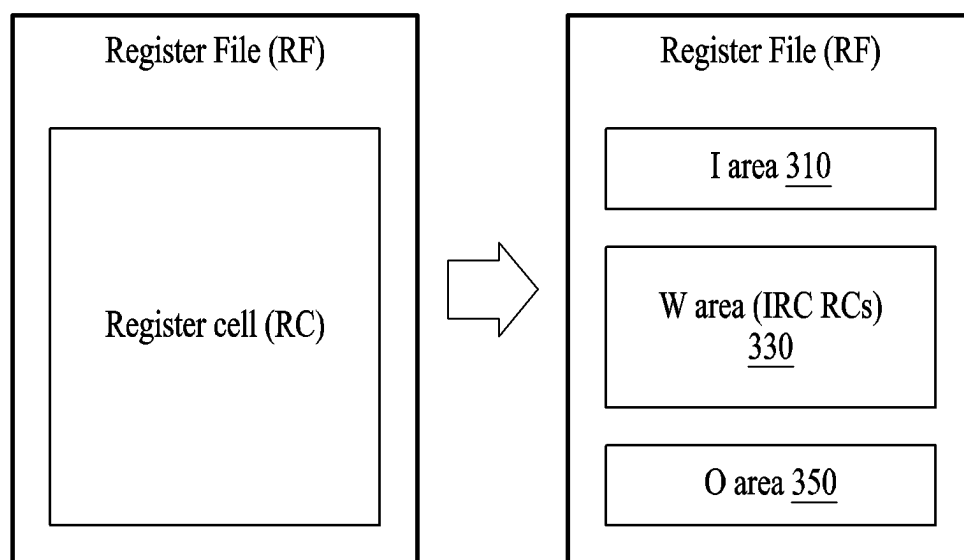 Register File (RF)
Register cell (RC)
Register File (RF)
I area 310
W area (IRC RCs)
330
O area 350